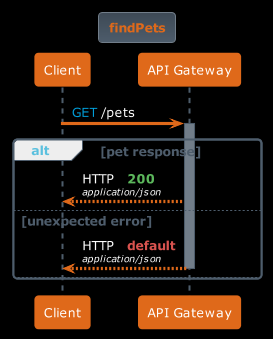 findPets
Client API Gateway
GET /pets
alt [pet response]
HTTP 200
application/json
[unexpected error]
HTTP default
application/json
Client API Gateway